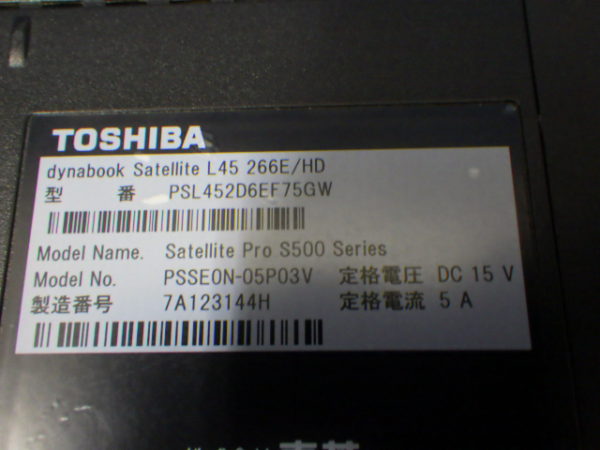 TOSHIBA
dynabook Satellite L45 266E/HD
型 番 PSL452D6EF75GW
Model Name. Satellite Pro S500 Series
Model No. PSSE0N-05P03V 定格電圧 DC 15 V
製造番号 7A123144H 定格電流 5 A